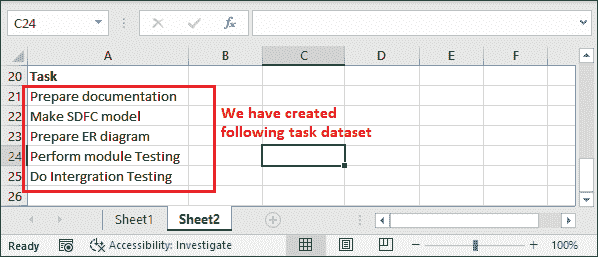 C24
fx
A B C D E F
20 Task
21 Prepare documentation
22 Make SDFC model
23 Prepare ER diagram
24 Perform module Testing
25 Do Intergration Testing
26
We have created
following task dataset
Sheet1 Sheet2
Ready Accessibility: Investigate 100%